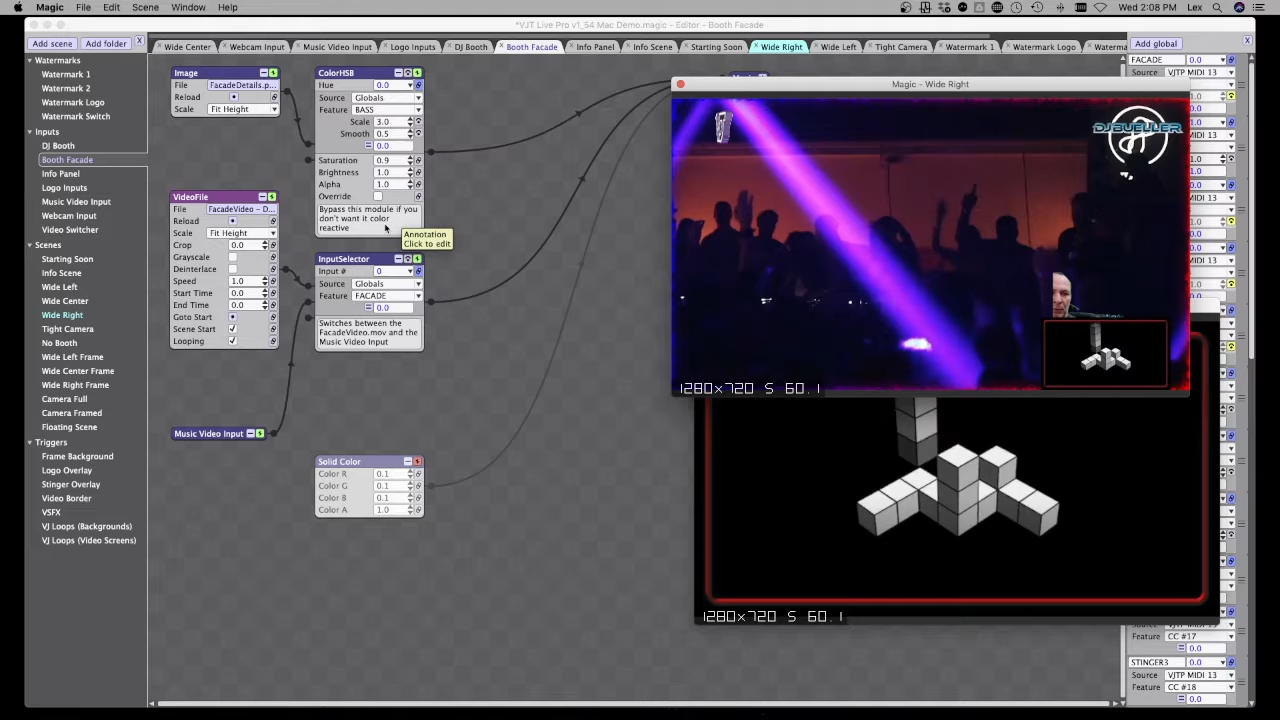 Magic File Edit Scene Window Help
Wed 2:08 PM Lex
*VJT Live Pro v1_54 Mac Demo.magic - Editor - Booth Facade
Add scene Add folder
Wide Center Webcam Input Music Video Input Logo Inputs DJ Booth Booth Facade Info Panel Info Scene Starting Soon Wide Right Wide Left Tight Camera Watermark 1 Watermark Logo Waterma
Add global
Watermarks
Watermark 1
Watermark 2
Watermark Logo
Watermark Switch
Inputs
DJ Booth
Booth Facade
Info Panel
Logo Inputs
Music Video Input
Webcam Input
Video Switcher
Scenes
Starting Soon
Info Scene
Wide Left
Wide Center
Wide Right
Tight Camera
No Booth
Wide Left Frame
Wide Center Frame
Wide Right Frame
Camera Full
Camera Framed
Floating Scene
Triggers
Frame Background
Logo Overlay
Stinger Overlay
Video Border
VSFX
VJ Loops (Backgrounds)
VJ Loops (Video Screens)
Image
File FacadeDetails.p...
Reload
Scale Fit Height
VideoFile
File FacadeVideo - D...
Reload
Scale Fit Height
Crop 0.0
Grayscale
Deinterlace
Speed 1.0
Start Time 0.0
End Time 0.0
Goto Start
Scene Start
Looping
Music Video Input
ColorHSB
Hue 0.0
Source Globals
Feature BASS
Scale 3.0
Smooth 0.5
= 0.0
Saturation 0.9
Brightness 1.0
Alpha 1.0
Override
Bypass this module if you
don't want it color
reactive
Annotation
Click to edit
InputSelector
Input # 0
Source Globals
Feature FACADE
= 0.0
Switches between the
FacadeVideo.mov and the
Music Video Input
Solid Color
Color R 0.1
Color G 0.1
Color B 0.1
Color A 1.0
Magic - Wide Right
DJBUELLER
1280x720 S 60.1
1280x720 S 60.1
FACADE 0.0
Source VJTP MIDI 13
Feature CC #17
= 0.0
STINGER3 0.0
Source VJTP MIDI 13
Feature CC #18
= 0.0